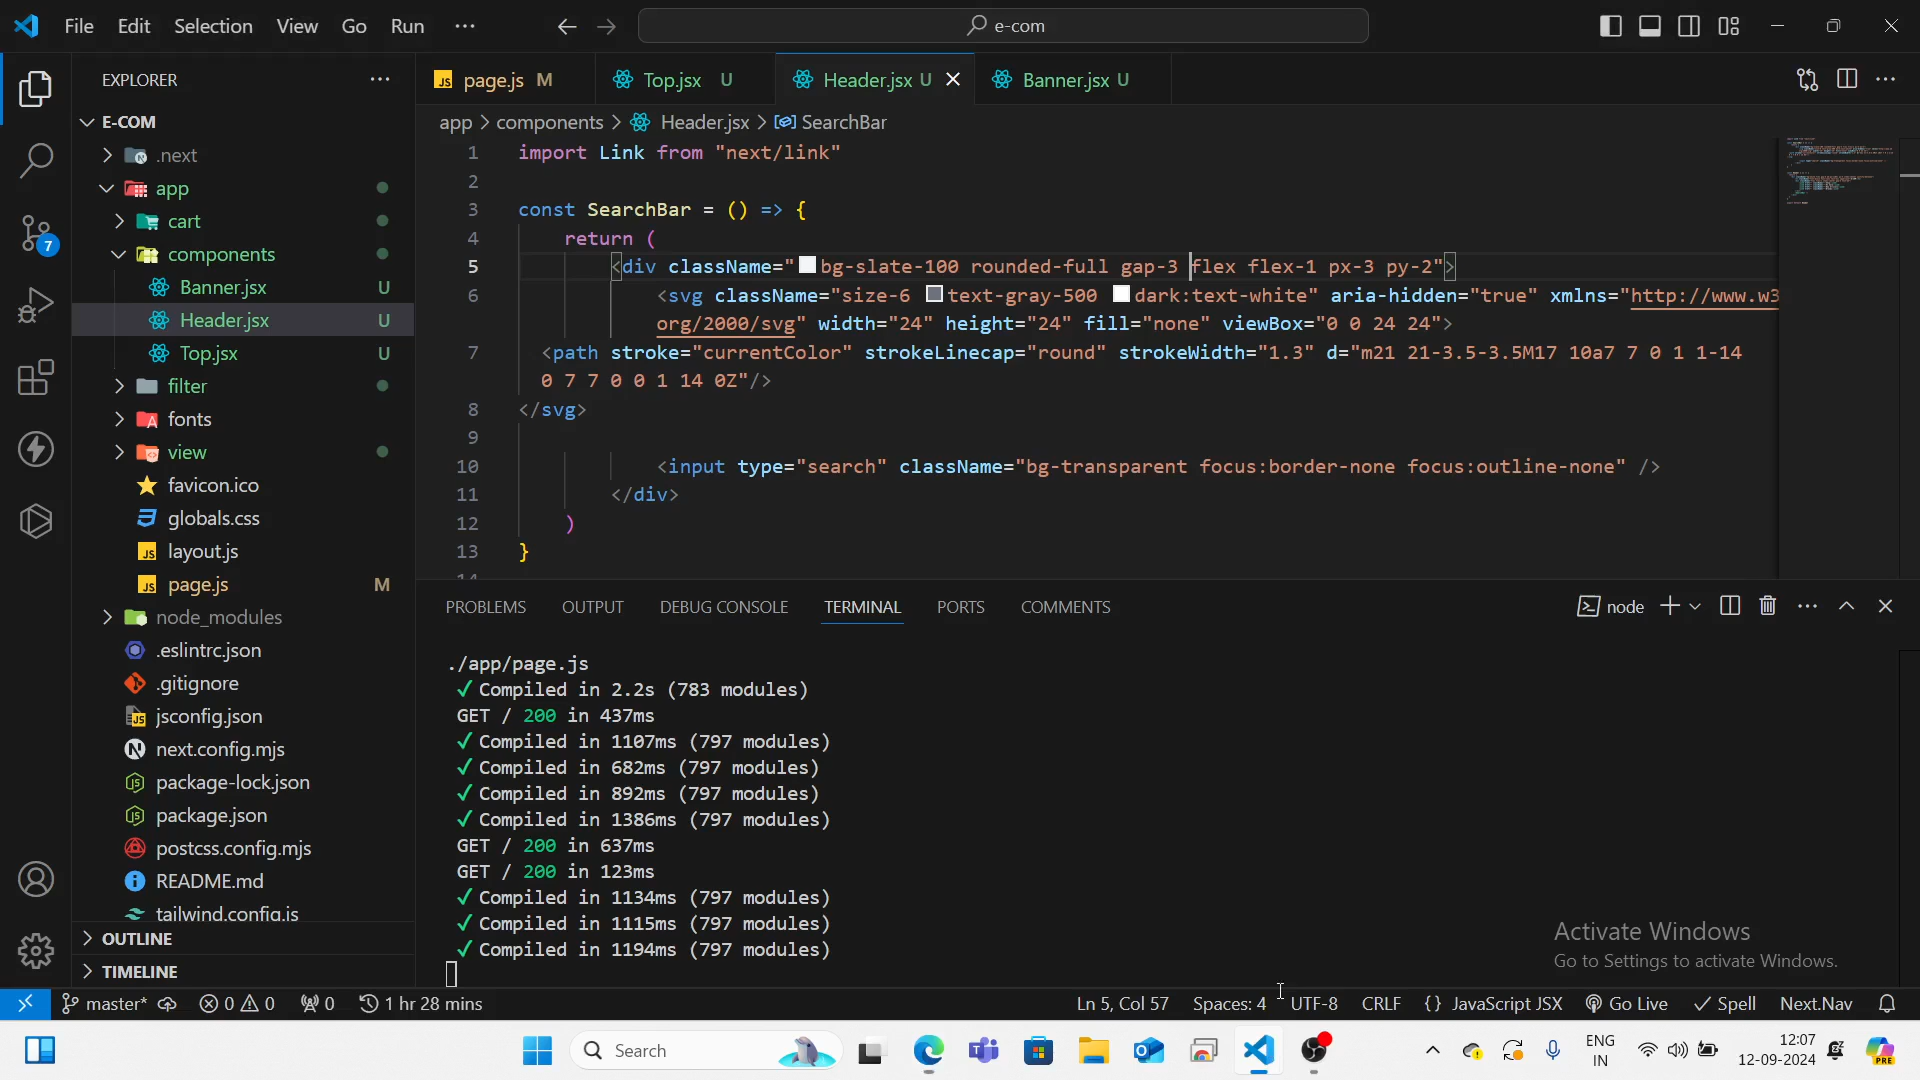 File Edit Selection View Go Run ··· e-com
EXPLORER ···
page.js M Top.jsx U Header.jsx U Banner.jsx U
E-COM
app > components > Header.jsx > SearchBar
.next
app
cart
components
Banner.jsx U
Header.jsx U
Top.jsx U
filter
fonts
view
favicon.ico
globals.css
layout.js
page.js M
node_modules
.eslintrc.json
.gitignore
jsconfig.json
next.config.mjs
package-lock.json
package.json
postcss.config.mjs
README.md
tailwind.config.js
OUTLINE
TIMELINE
7
1 import Link from "next/link"
2
3 const SearchBar = () => {
4 return (
5 <div className="bg-slate-100 rounded-full gap-3 flex flex-1 px-3 py-2">
6 <svg className="size-6 text-gray-500 dark:text-white" aria-hidden="true" xmlns="http://www.w3
org/2000/svg" width="24" height="24" fill="none" viewBox="0 0 24 24">
7 <path stroke="currentColor" strokeLinecap="round" strokeWidth="1.3" d="m21 21-3.5-3.5M17 10a7 7 0 1 1-14
0 7 7 0 0 1 14 0Z"/>
8 </svg>
9
10 <input type="search" className="bg-transparent focus:border-none focus:outline-none" />
11 </div>
12 )
13 }
14
PROBLEMS OUTPUT DEBUG CONSOLE TERMINAL PORTS COMMENTS node
./app/page.js
✓ Compiled in 2.2s (783 modules)
GET / 200 in 437ms
✓ Compiled in 1107ms (797 modules)
✓ Compiled in 682ms (797 modules)
✓ Compiled in 892ms (797 modules)
✓ Compiled in 1386ms (797 modules)
GET / 200 in 637ms
GET / 200 in 123ms
✓ Compiled in 1134ms (797 modules)
✓ Compiled in 1115ms (797 modules)
✓ Compiled in 1194ms (797 modules)
Activate Windows
Go to Settings to activate Windows.
master* 0 0 0 1 hr 28 mins Ln 5, Col 57 Spaces: 4 UTF-8 CRLF {} JavaScript JSX Go Live Spell Next.Nav
Search ENG
IN 12:07
12-09-2024 PRE